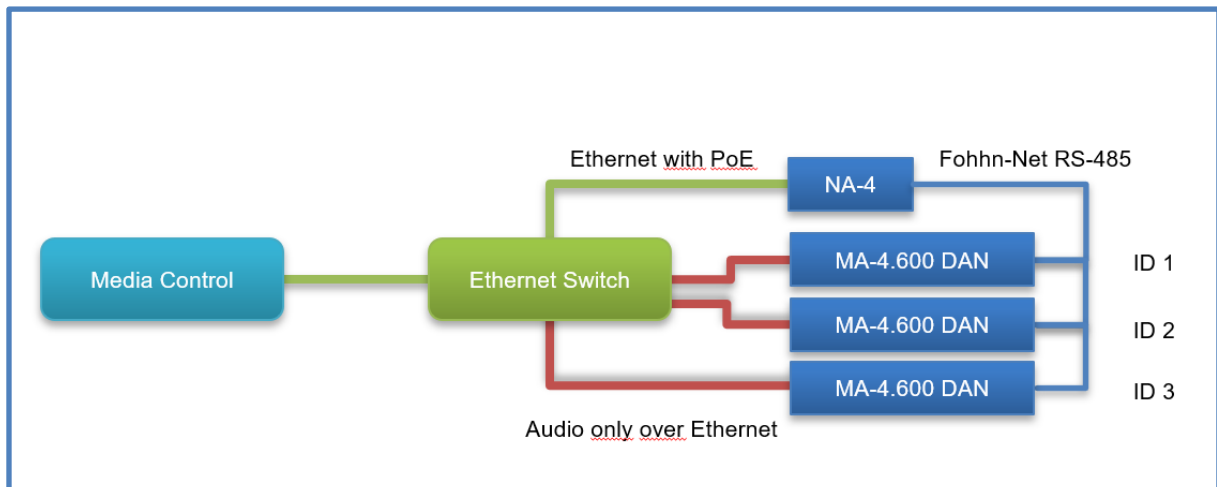 Ethernet with PoE
Fohhn-Net RS-485
NA-4
Media Control
Ethernet Switch
MA-4.600 DAN
ID 1
MA-4.600 DAN
ID 2
MA-4.600 DAN
ID 3
Audio only over Ethernet